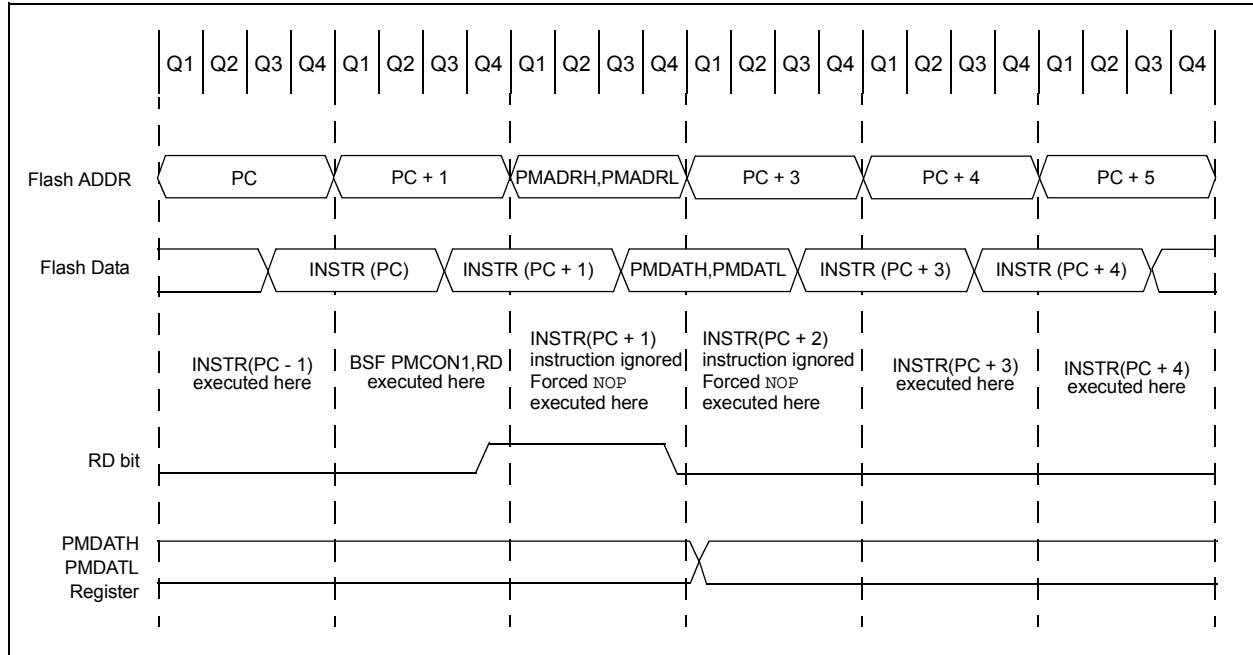 Q1 Q2 Q3 Q4 Q1 Q2 Q3 Q4 Q1 Q2 Q3 Q4 Q1 Q2 Q3 Q4 Q1 Q2 Q3 Q4 Q1 Q2 Q3 Q4
Flash ADDR PC PC + 1 PMADRH,PMADRL PC + 3 PC + 4 PC + 5
Flash Data INSTR (PC) INSTR (PC + 1) PMDATH,PMDATL INSTR (PC + 3) INSTR (PC + 4)
INSTR(PC - 1)
executed here
BSF PMCON1,RD
executed here
INSTR(PC + 1)
instruction ignored
Forced NOP
executed here
INSTR(PC + 2)
instruction ignored
Forced NOP
executed here
INSTR(PC + 3)
executed here
INSTR(PC + 4)
executed here
RD bit
PMDATH
PMDATL
Register